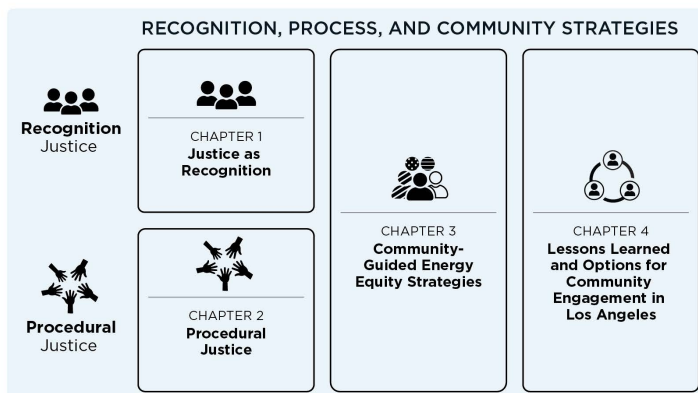 RECOGNITION, PROCESS, AND COMMUNITY STRATEGIES
Recognition
Justice
CHAPTER 1
Justice as
Recognition
Procedural
Justice
CHAPTER 2
Procedural
Justice
CHAPTER 3
Community-
Guided Energy
Equity Strategies
CHAPTER 4
Lessons Learned
and Options for
Community
Engagement in
Los Angeles